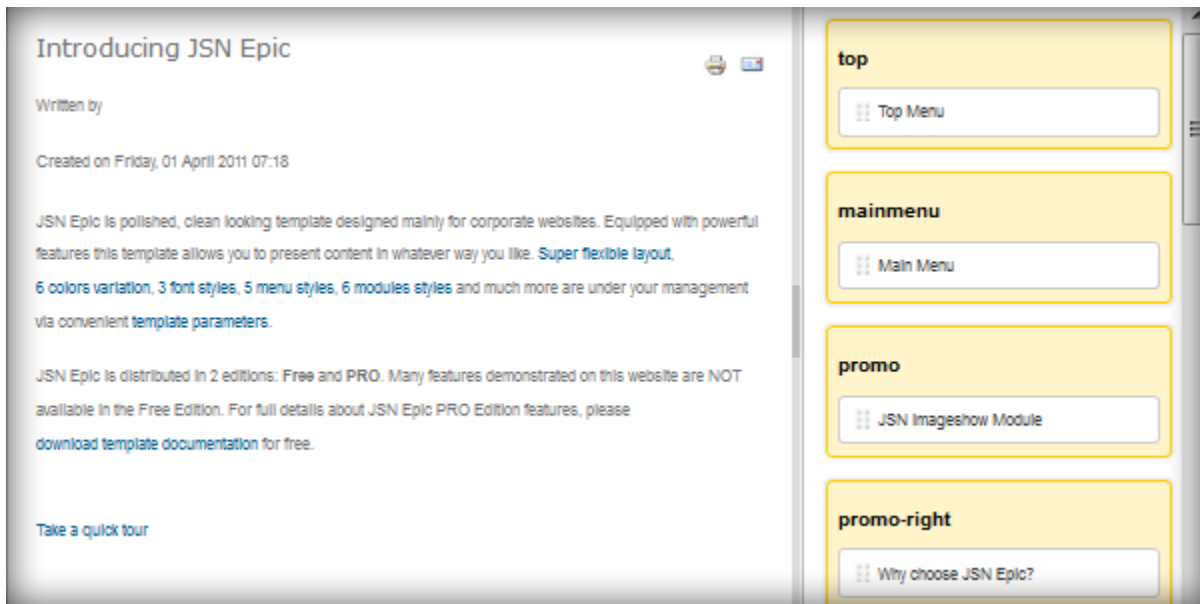 Introducing JSN Epic
Written by
Created on Friday, 01 April 2011 07:18
JSN Epic is polished, clean looking template designed mainly for corporate websites. Equipped with powerful
features this template allows you to present content in whatever way you like. Super flexible layout,
6 colors variation, 3 font styles, 5 menu styles, 6 modules styles and much more are under your management
via convenient template parameters.
JSN Epic is distributed in 2 editions: Free and PRO. Many features demonstrated on this website are NOT
available in the Free Edition. For full details about JSN Epic PRO Edition features, please
download template documentation for free.
Take a quick tour
top
Top Menu
mainmenu
Main Menu
promo
JSN Imageshow Module
promo-right
Why choose JSN Epic?